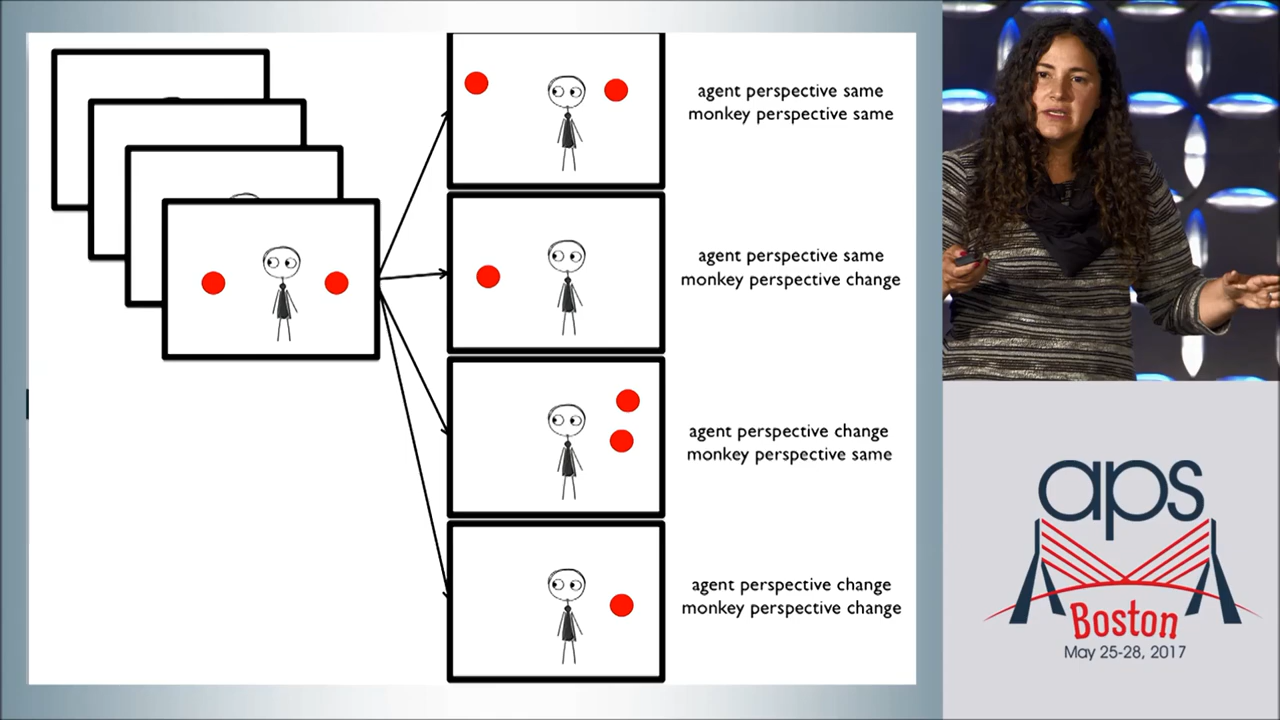 agent perspective same
monkey perspective same
agent perspective same
monkey perspective change
agent perspective change
monkey perspective same
agent perspective change
monkey perspective change
aps
Boston
May 25-28, 2017